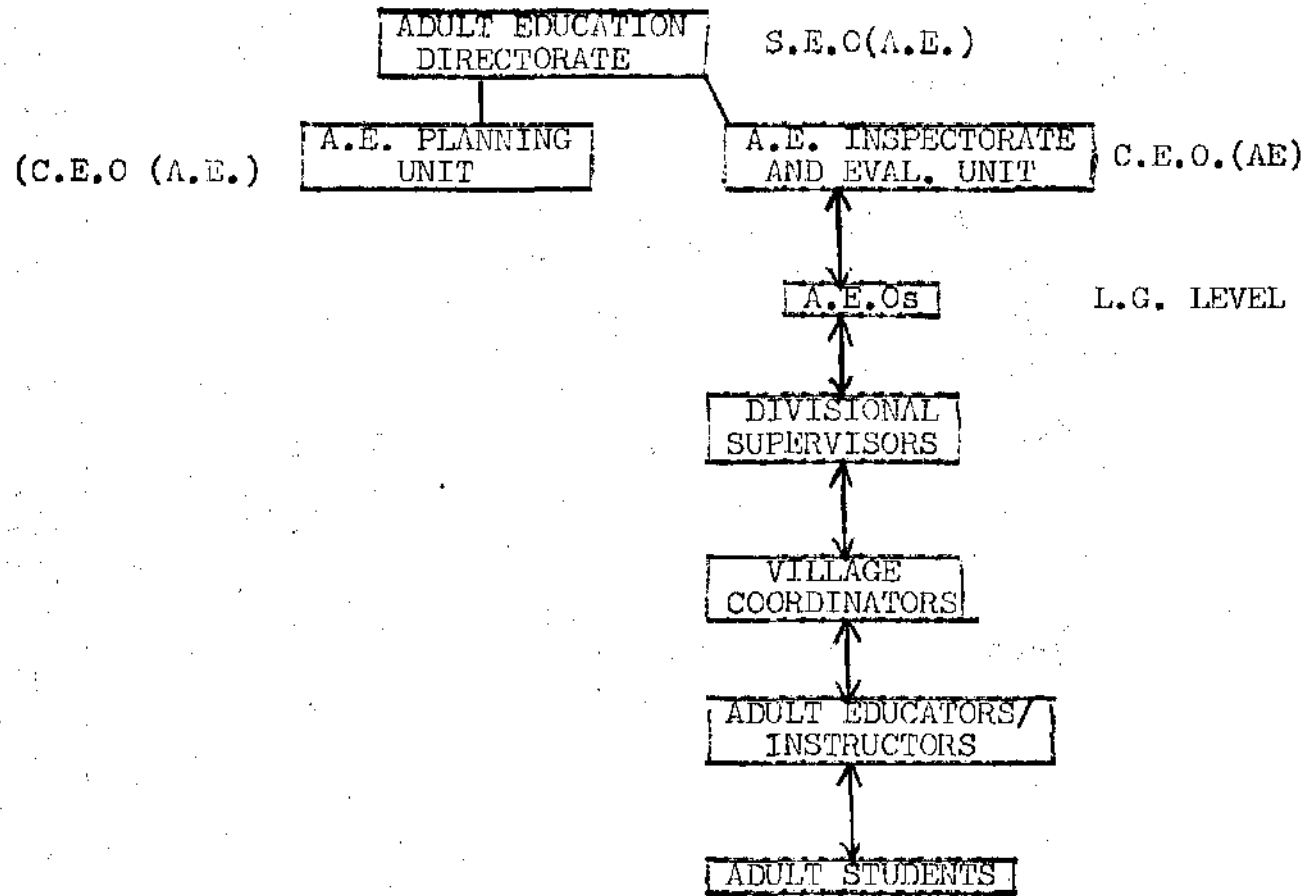 ADULT EDUCATION
DIRECTORATE
S.E.O(A.E.)
(C.E.O (A.E.)
A.E. PLANNING
UNIT
A.E. INSPECTORATE
AND EVAL. UNIT
C.E.O.(AE)
A.E.Os
L.G. LEVEL
DIVISIONAL
SUPERVISORS
VILLAGE
COORDINATORS
ADULT EDUCATORS/
INSTRUCTORS
ADULT STUDENTS